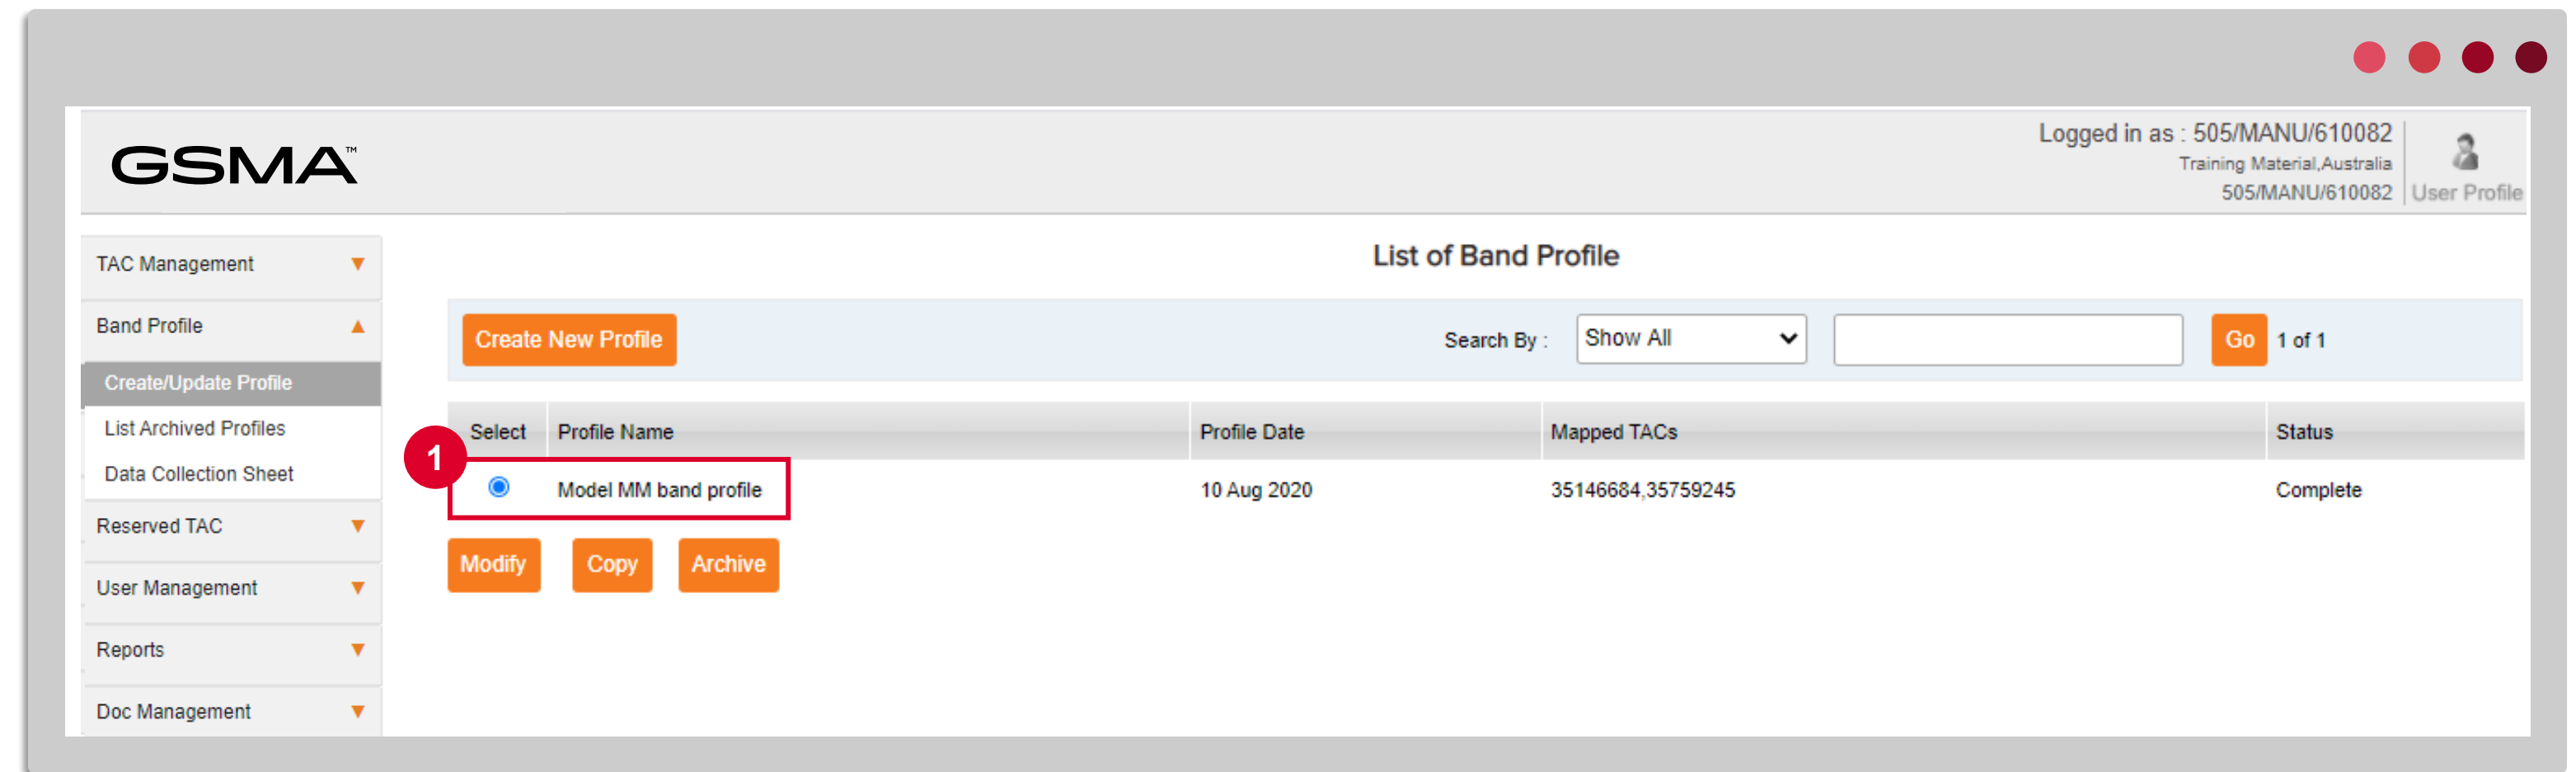 GSMA™
Logged in as : 505/MANU/610082
Training Material,Australia
505/MANU/610082
User Profile
TAC Management
Band Profile
Create/Update Profile
List Archived Profiles
Data Collection Sheet
Reserved TAC
User Management
Reports
Doc Management
List of Band Profile
Create New Profile Search By : Show All Go 1 of 1
Select Profile Name Profile Date Mapped TACs Status
1
Model MM band profile 10 Aug 2020 35146684,35759245 Complete
Modify Copy Archive